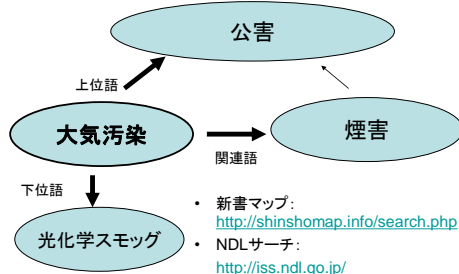 公害
上位語
大気汚染
煙害
関連語
下位語
光化学スモッグ
• 新書マップ:
http://shinshomap.info/search.php
• NDLサーチ:
http://iss.ndl.go.jp/